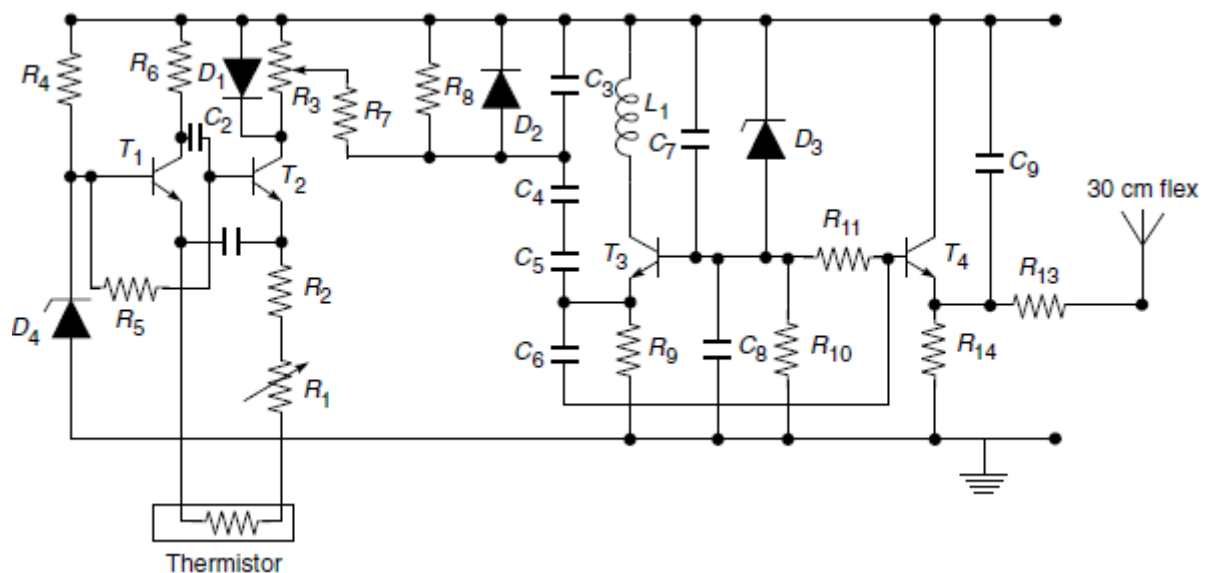 R4
R6
D1
R3
C2
R7
R8
D2
C3
L1
C7
D3
C9
T1
T2
C4
30 cm flex
C5
T3
R11
T4
R13
D4
R5
R2
C6
R9
C8
R10
R14
R1
Thermistor